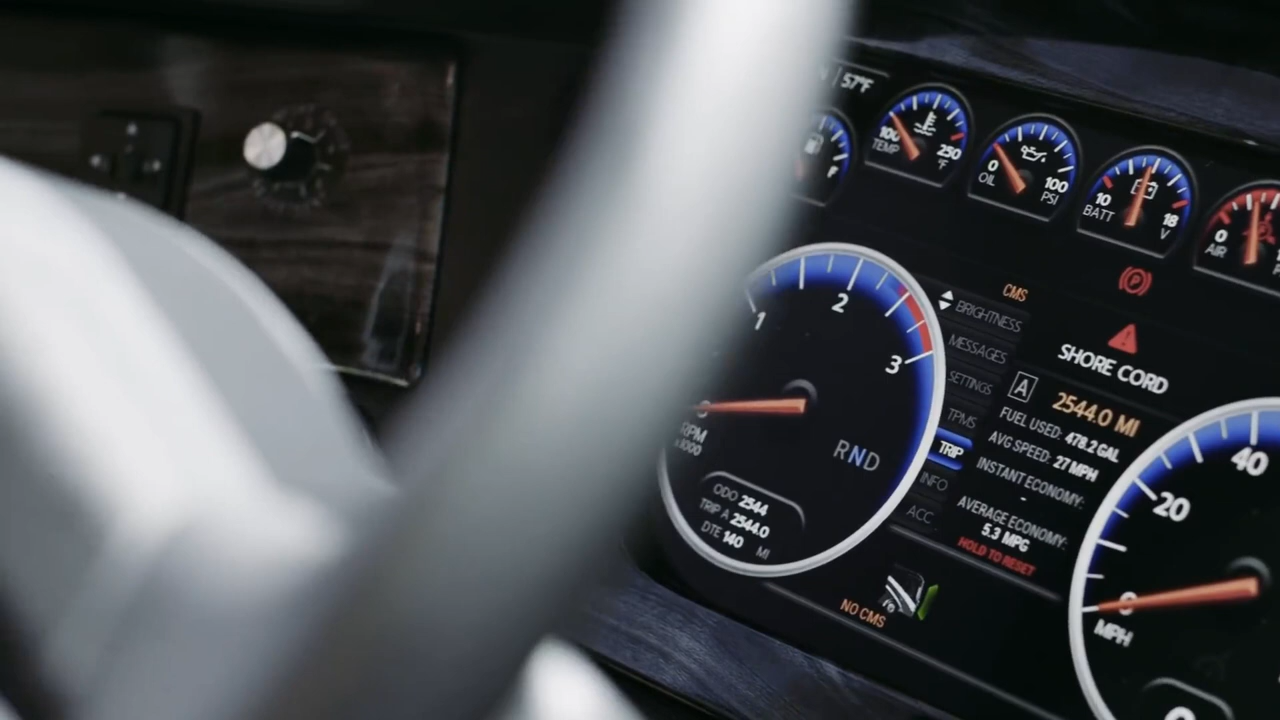 57°F
F
100
TEMP
250
°F
0
OIL
100
PSI
10
BATT
18
V
0
AIR
1
2
3
RPM
x1000
RND
ODO 2544
TRIP A 2544.0
DTE 140 MI
CMS
BRIGHTNESS
MESSAGES
SETTINGS
TPMS
TRIP
INFO
ACC
SHORE CORD
A
2544.0 MI
FUEL USED: 478.2 GAL
AVG SPEED: 27 MPH
INSTANT ECONOMY:
-
AVERAGE ECONOMY:
5.3 MPG
HOLD TO RESET
NO CMS
P
40
20
0
MPH